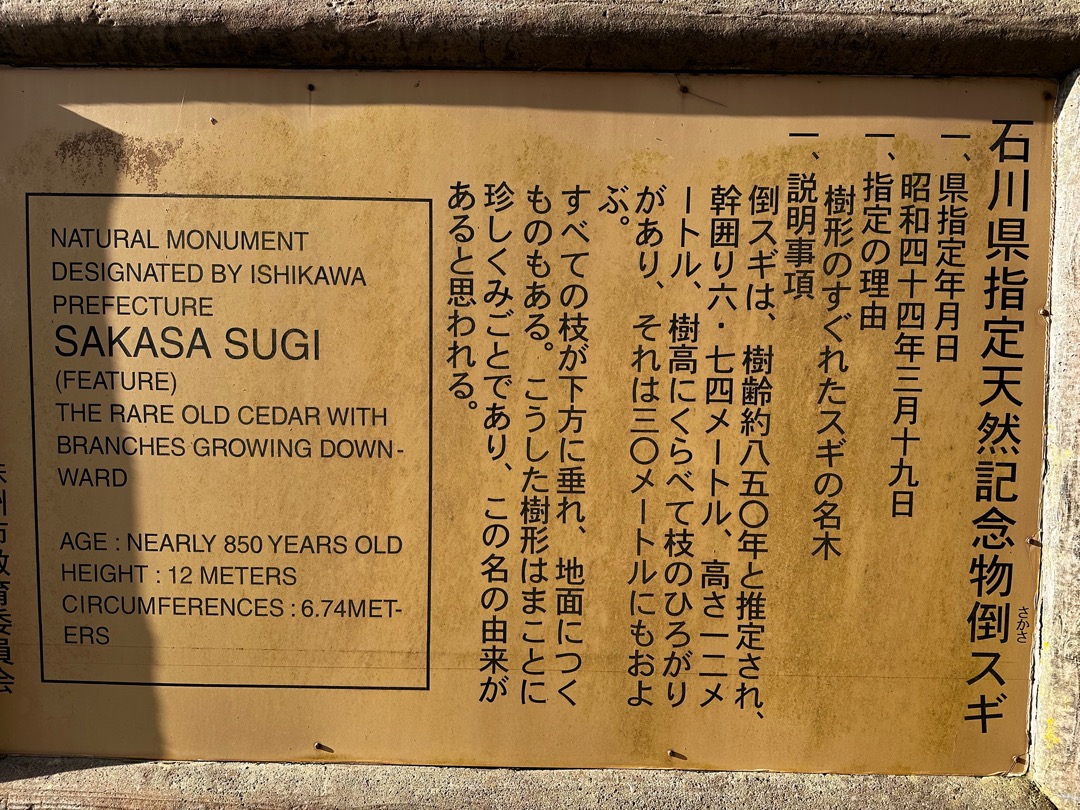 石川県指定天然記念物倒スギ
さかさ
一、県指定年月日
昭和四十四年三月十九日
一、指定の理由
樹形のすぐれたスギの名木
一、説明事項
倒スギは、樹齢約八五〇年と推定され、
幹囲り六・七四メートル、高さ一二メ
ートル、樹高にくらべて枝のひろがり
があり、それは三〇メートルにもおよ
ぶ。
すべての枝が下方に垂れ、地面につく
ものもある。こうした樹形はまことに
珍しくみごとであり、この名の由来が
あると思われる。
NATURAL MONUMENT
DESIGNATED BY ISHIKAWA
PREFECTURE
SAKASA SUGI
(FEATURE)
THE RARE OLD CEDAR WITH
BRANCHES GROWING DOWN-
WARD
AGE : NEARLY 850 YEARS OLD
HEIGHT : 12 METERS
CIRCUMFERENCES : 6.74MET-
ERS
珠洲市教育委員会